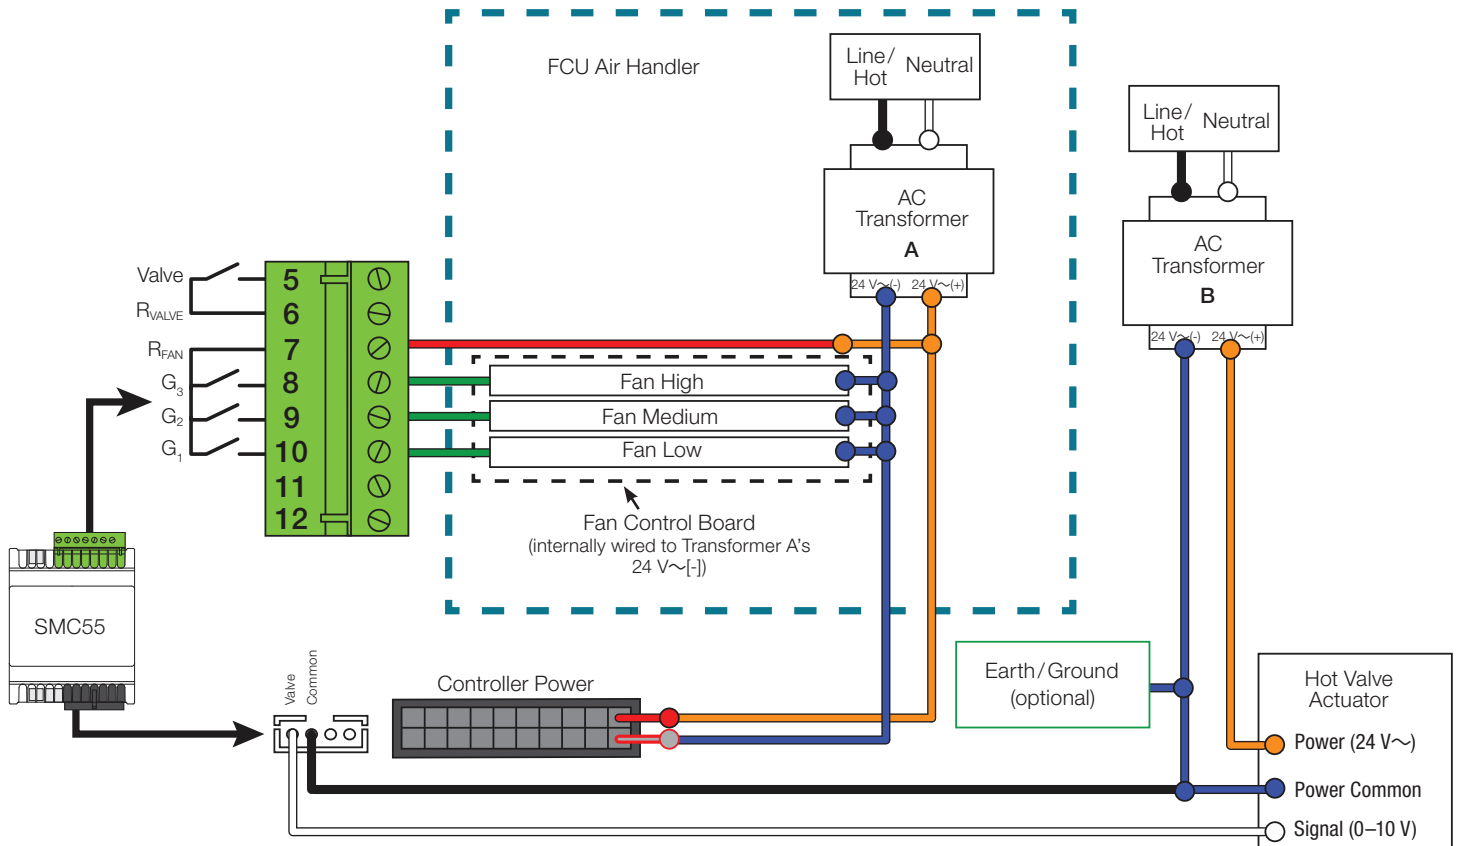 FCU Air Handler
Line/
Hot
Neutral
AC
Transformer
A
24 V～(-)
24 V～(+)
Line/
Hot
Neutral
AC
Transformer
B
24 V～(-)
24 V～(+)
Valve
RVALVE
RFAN
G3
G2
G1
5
6
7
8
9
10
11
12
Fan High
Fan Medium
Fan Low
Fan Control Board
(internally wired to Transformer A's
24 V～[-])
SMC55
Valve
Common
Controller Power
Earth/Ground
(optional)
Hot Valve
Actuator
Power (24 V～)
Power Common
Signal (0–10 V)